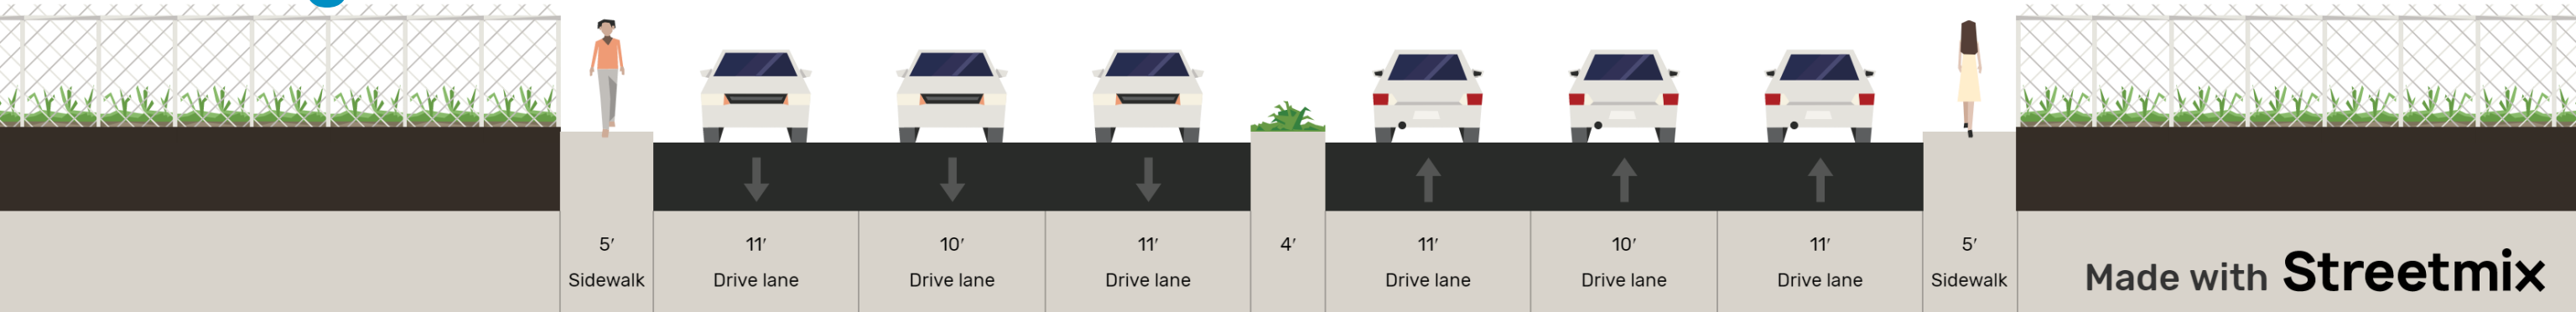 5′ 11′ 10′ 11′ 4′ 11′ 10′ 11′ 5′
Sidewalk Drive lane Drive lane Drive lane Drive lane Drive lane Drive lane Sidewalk
Made with Streetmix